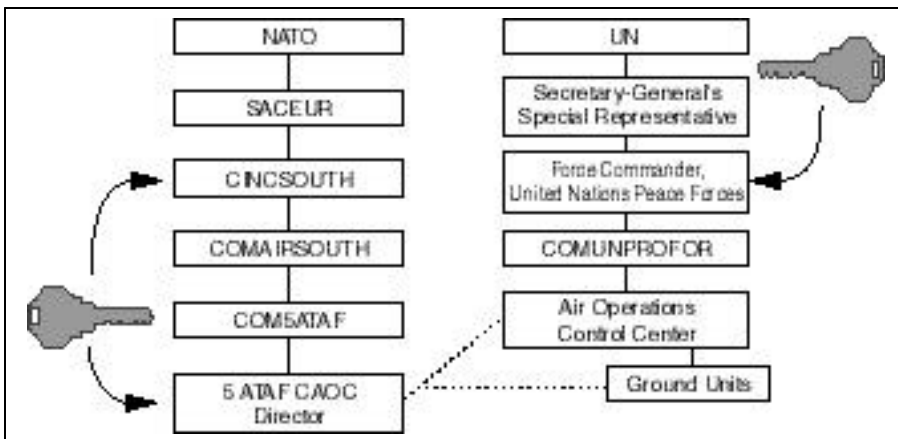 NATO
SACEUR
CINCSOUTH
COMAIRSOUTH
COM5ATAF
5 ATAF CAOC
Director
UN
Secretary-General's
Special Representative
Force Commander,
United Nations Peace Forces
COMUNPROFOR
Air Operations
Control Center
Ground Units